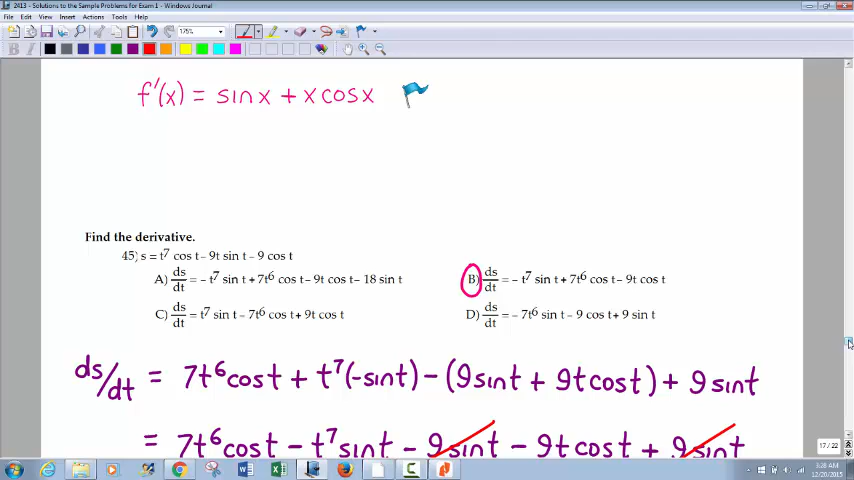 2413 - Solutions to the Sample Problems for Exam 1 - Windows Journal
File Edit View Insert Actions Tools Help
175%
B I
f'(x) = sinx + xcosx
Find the derivative.
45) s = t⁷ cos t - 9t sin t - 9 cos t
A) ds/dt = - t⁷ sin t + 7t⁶ cos t - 9t cos t - 18 sin t
B) ds/dt = - t⁷ sin t + 7t⁶ cos t - 9t cos t
C) ds/dt = t⁷ sin t - 7t⁶ cos t + 9t cos t
D) ds/dt = - 7t⁶ sin t - 9 cos t + 9 sin t
ds/dt = 7t⁶cost + t⁷(-sint) - (9sint + 9tcost) + 9sint
= 7t⁶cost - t⁷sint - 9sint - 9tcost + 9sint
17 / 22
3:28 AM
12/20/2015